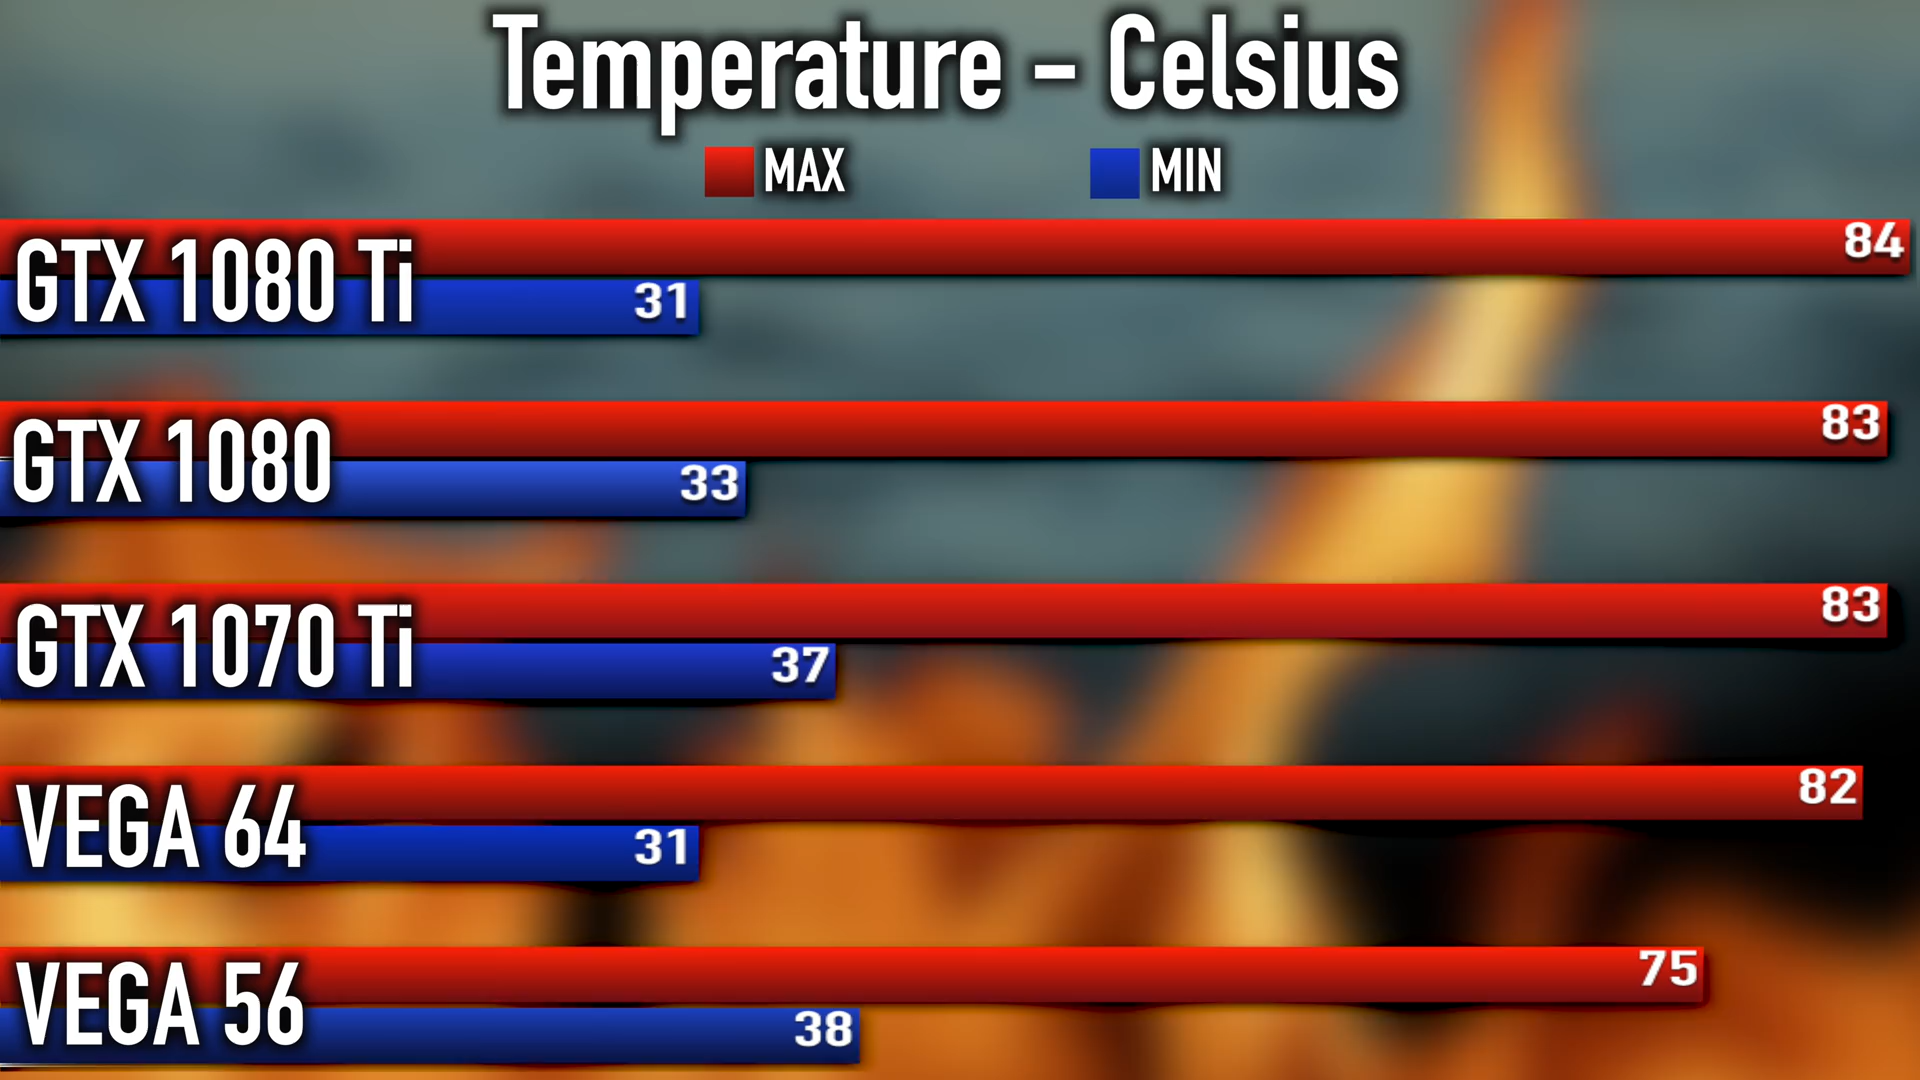 Temperature – Celsius
MAX MIN
84
GTX 1080 Ti
31
83
GTX 1080
33
83
GTX 1070 Ti
37
82
VEGA 64
31
75
VEGA 56
38